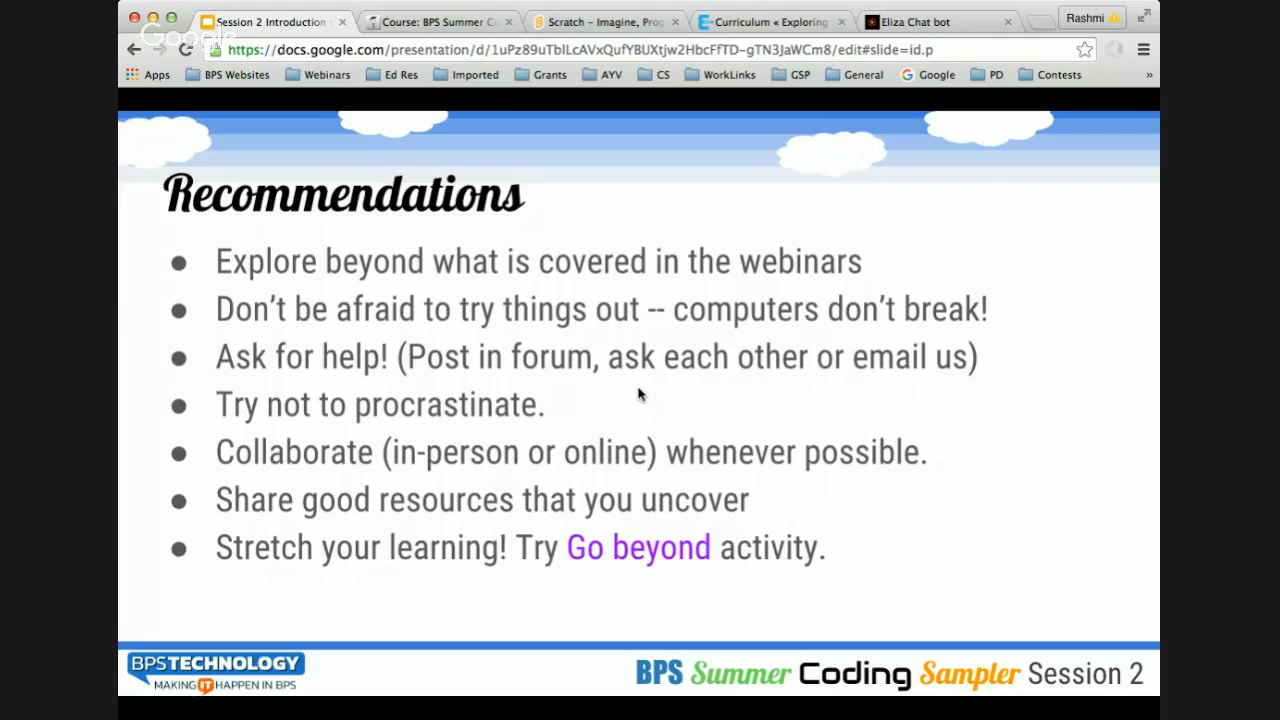 Session 2 Introduction
Course: BPS Summer Co
Scratch – Imagine, Prog
Curriculum « Exploring
Eliza Chat bot
Rashmi
Google
https://docs.google.com/presentation/d/1uPz89uTblLcAVxQufYBUXtjw2HbcFfTD-gTN3JaWCm8/edit#slide=id.p
Apps BPS Websites Webinars Ed Res Imported Grants AYV CS WorkLinks GSP General Google PD Contests »
Recommendations
● Explore beyond what is covered in the webinars
● Don’t be afraid to try things out -- computers don’t break!
● Ask for help! (Post in forum, ask each other or email us)
● Try not to procrastinate.
● Collaborate (in-person or online) whenever possible.
● Share good resources that you uncover
● Stretch your learning! Try Go beyond activity.
BPSTECHNOLOGY
MAKING IT HAPPEN IN BPS
BPS Summer Coding Sampler Session 2